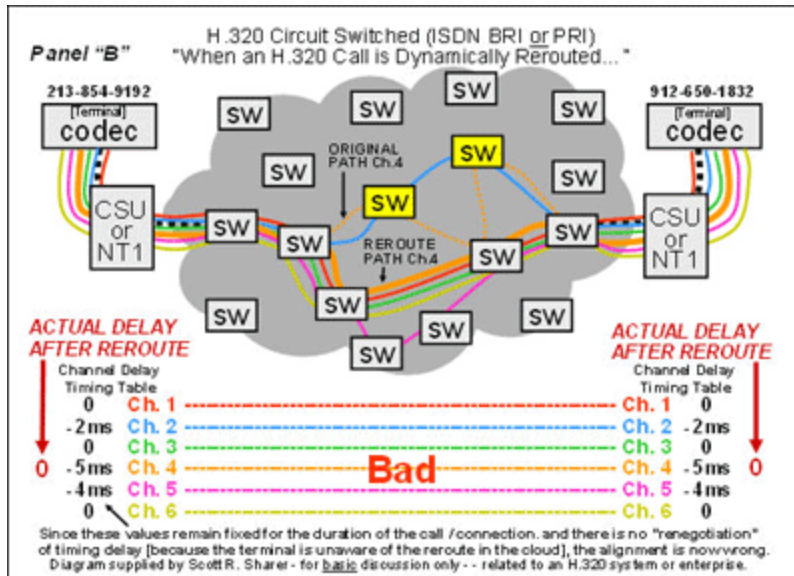 H.320 Circuit Switched (ISDN BRI or PRI)
Panel "B"
"When an H.320 Call is Dynamically Rerouted..."
213-854-9192
[Terminal]
codec
912-650-1832
[Terminal]
codec
SW
SW
SW
SW
SW
SW
ORIGINAL
PATH Ch.4
SW
SW
SW
CSU
or
NT1
CSU
or
NT1
SW
SW
SW
SW
REROUTE
PATH Ch.4
SW
SW
SW
SW
SW
ACTUAL DELAY
AFTER REROUTE
ACTUAL DELAY
AFTER REROUTE
Channel Delay
Timing Table
Channel Delay
Timing Table
0 Ch. 1 Ch. 1 0
-2ms Ch. 2 Ch. 2 -2ms
0 Ch. 3 Ch. 3 0
0 -5ms Ch. 4 Bad Ch. 4 -5ms 0
-4ms Ch. 5 Ch. 5 -4ms
0 Ch. 6 Ch. 6 0
Since these values remain fixed for the duration of the call /connection. and there is no "renegotiation"
of timing delay [because the terminal is unaware of the reroute in the cloud], the alignment is now wrong.
Diagram supplied by Scott R. Sharer - for basic discussion only - - related to an H.320 system or enterprise.